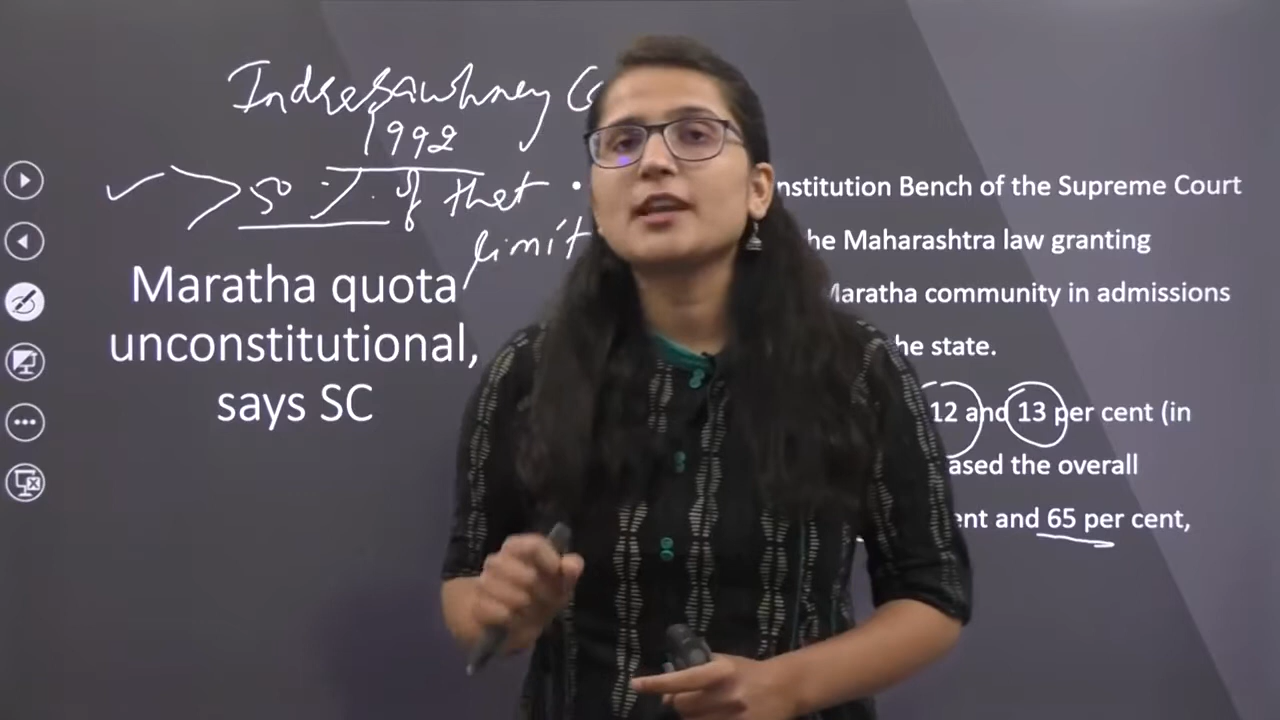 Indresawhney
1992
> 50 % of that
limit
Maratha quota
unconstitutional,
says SC
• nstitution Bench of the Supreme Court
he Maharashtra law granting
Maratha community in admissions
he state.
12 and 13 per cent (in
ased the overall
ent and 65 per cent,